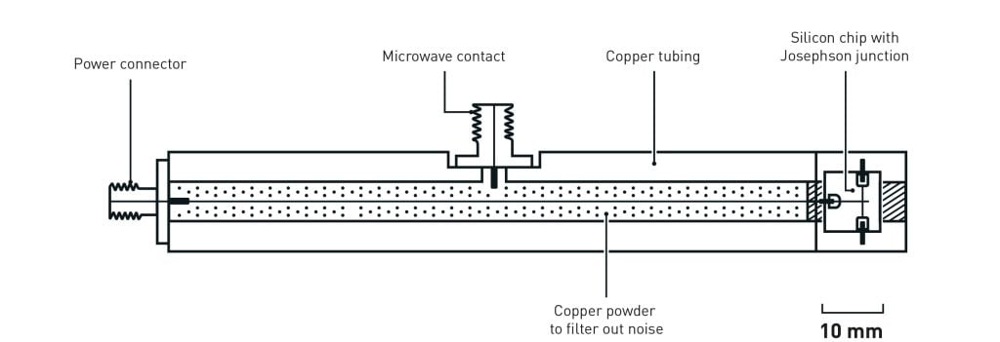 Power connector
Microwave contact
Copper tubing
Silicon chip with
Josephson junction
Copper powder
to filter out noise
10 mm